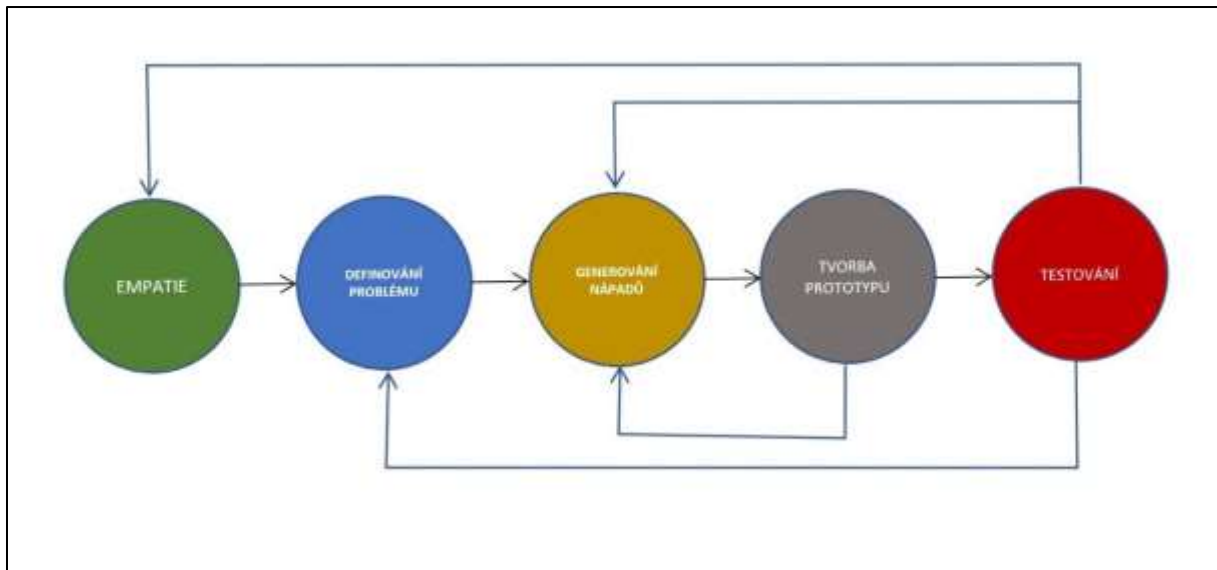 EMPATIE
DEFINOVÁNÍ
PROBLÉMU
GENEROVÁNÍ
NÁPADŮ
TVORBA
PROTOTYPU
TESTOVÁNÍ